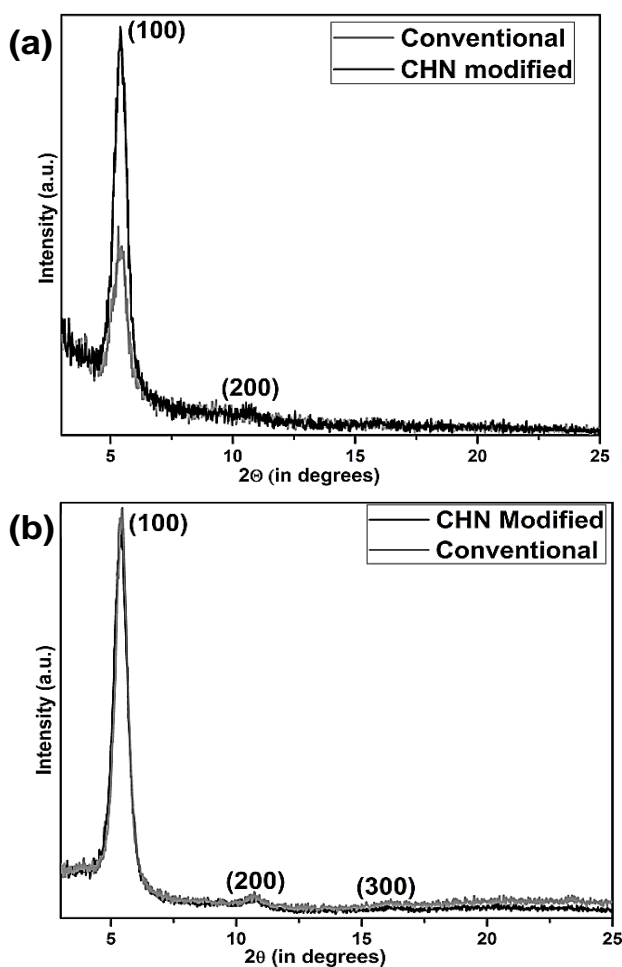 (a)
(100)
Conventional
CHN modified
Intensity (a.u.)
(200)
5 10 15 20 25
2Θ (in degrees)
(b)
(100)
CHN Modified
Conventional
Intensity (a.u.)
(200)
(300)
5 10 15 20 25
2θ (in degrees)